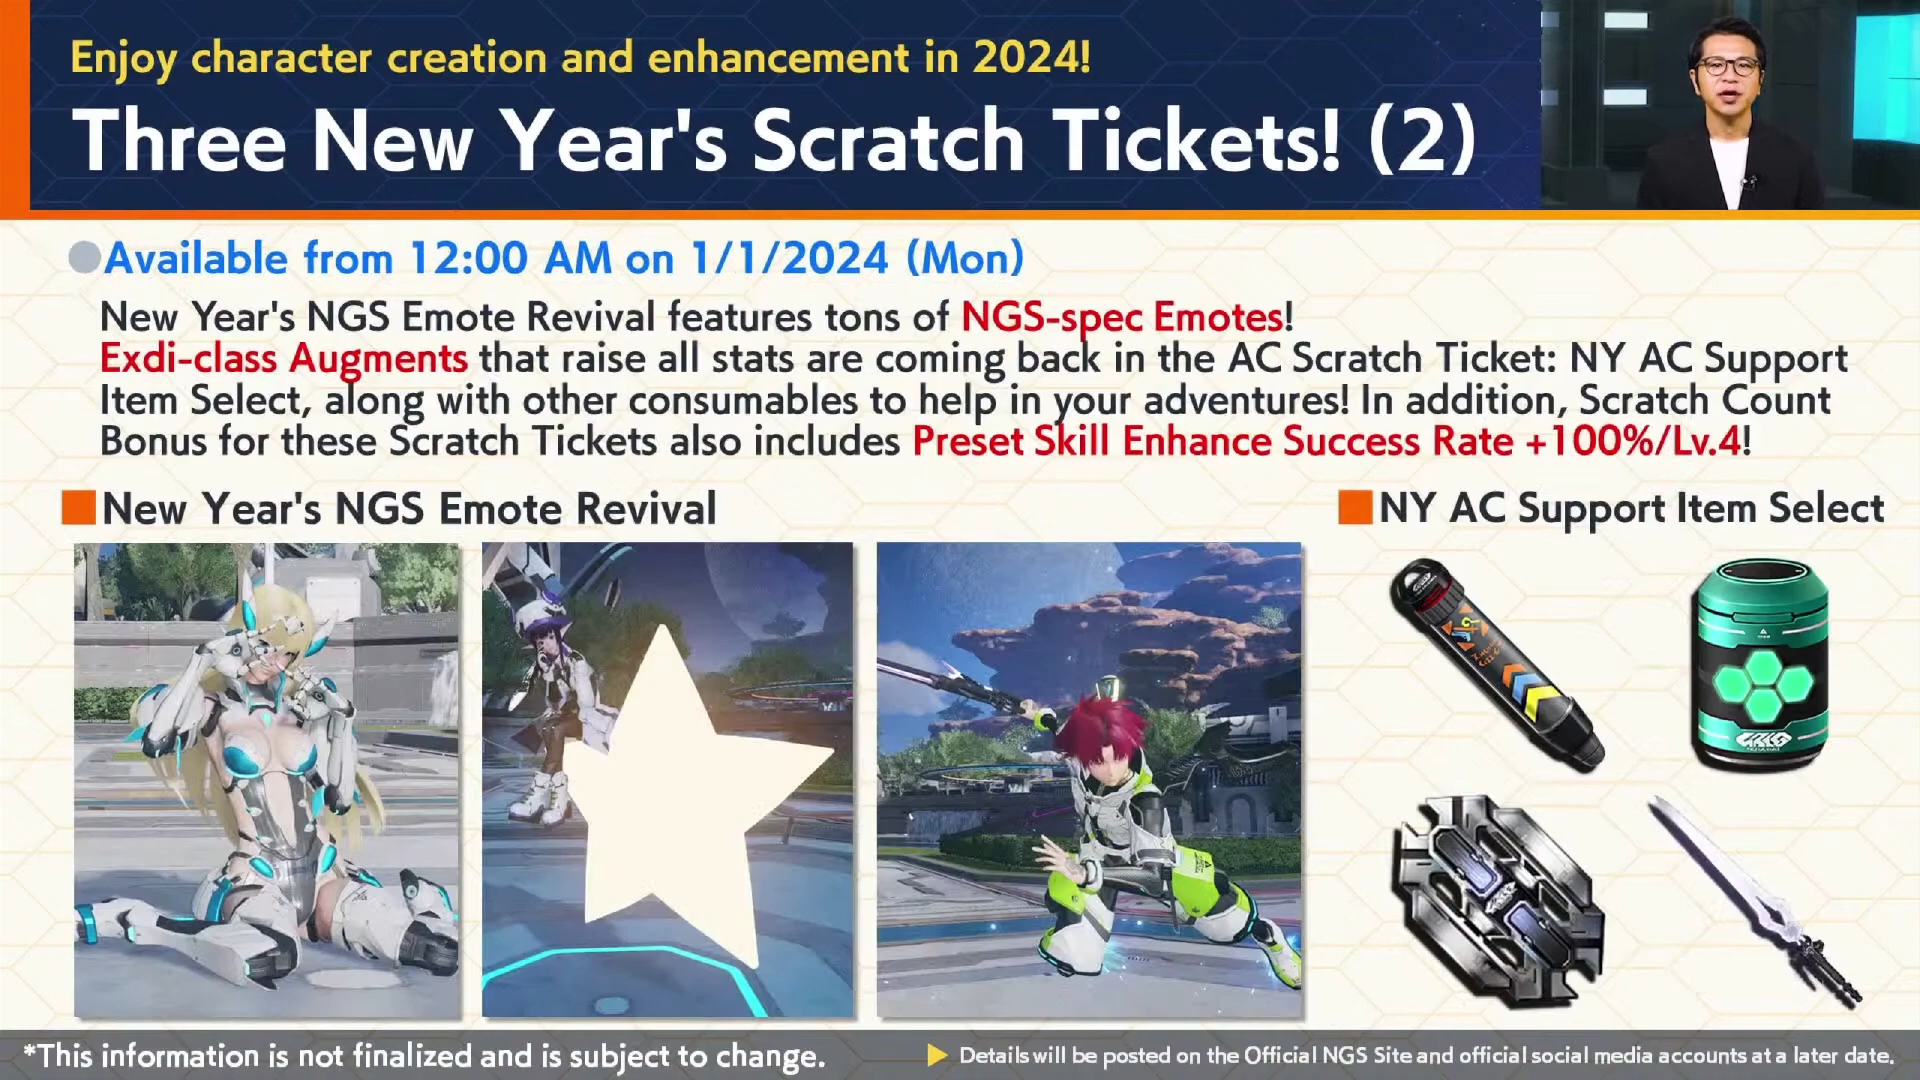 Enjoy character creation and enhancement in 2024!
Three New Year's Scratch Tickets! (2)
Available from 12:00 AM on 1/1/2024 (Mon)
New Year's NGS Emote Revival features tons of NGS-spec Emotes!
Exdi-class Augments that raise all stats are coming back in the AC Scratch Ticket: NY AC Support
Item Select, along with other consumables to help in your adventures! In addition, Scratch Count
Bonus for these Scratch Tickets also includes Preset Skill Enhance Success Rate +100%/Lv.4!
New Year's NGS Emote Revival
NY AC Support Item Select
*This information is not finalized and is subject to change.
Details will be posted on the Official NGS Site and official social media accounts at a later date.